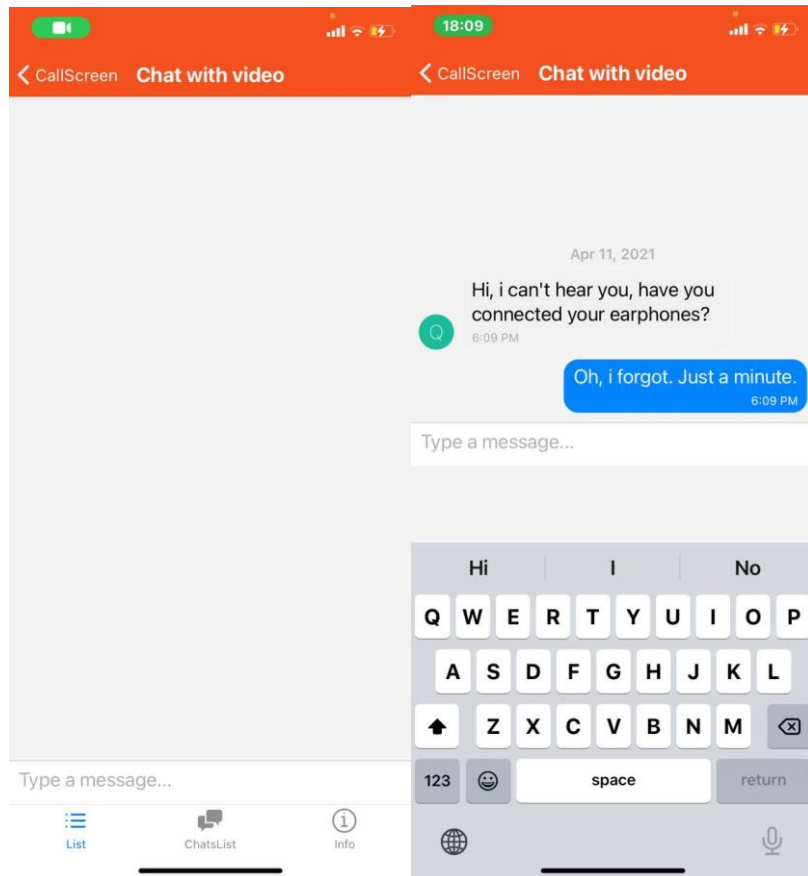 CallScreen Chat with video
Type a message...
List ChatsList Info
18:09
CallScreen Chat with video
Apr 11, 2021
Hi, i can't hear you, have you
connected your earphones?
Q
6:09 PM
Oh, i forgot. Just a minute.
6:09 PM
Type a message...
Hi I No
Q W E R T Y U I O P
A S D F G H J K L
Z X C V B N M
123 space return